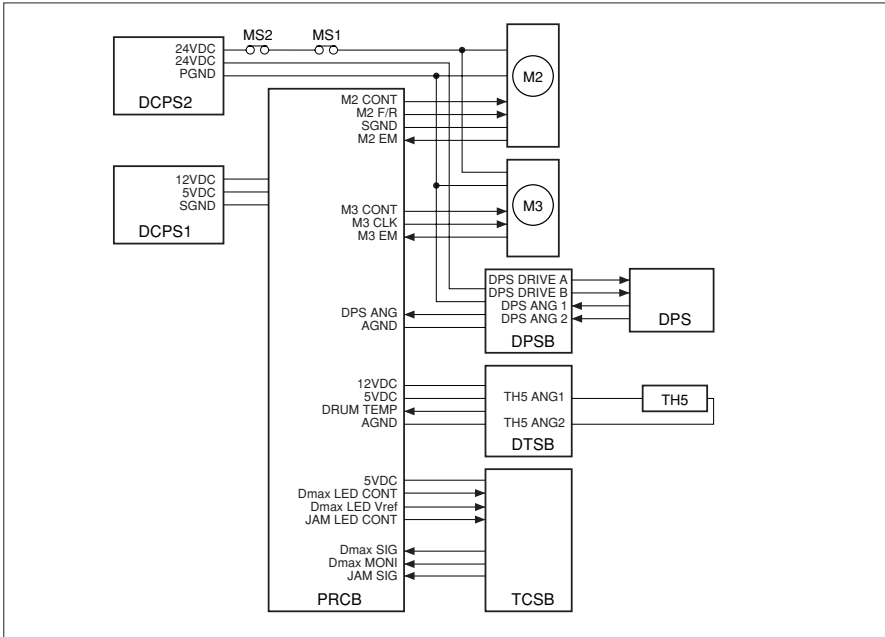 MS2
MS1
24VDC
24VDC
PGND
DCPS2
M2
M2 CONT
M2 F/R
SGND
M2 EM
12VDC
5VDC
SGND
DCPS1
M3
M3 CONT
M3 CLK
M3 EM
DPS DRIVE A
DPS DRIVE B
DPS ANG 1
DPS ANG 2
DPSB
DPS
DPS ANG
AGND
12VDC
5VDC
DRUM TEMP
AGND
TH5 ANG1
TH5 ANG2
DTSB
TH5
5VDC
Dmax LED CONT
Dmax LED Vref
JAM LED CONT
Dmax SIG
Dmax MONI
JAM SIG
PRCB
TCSB